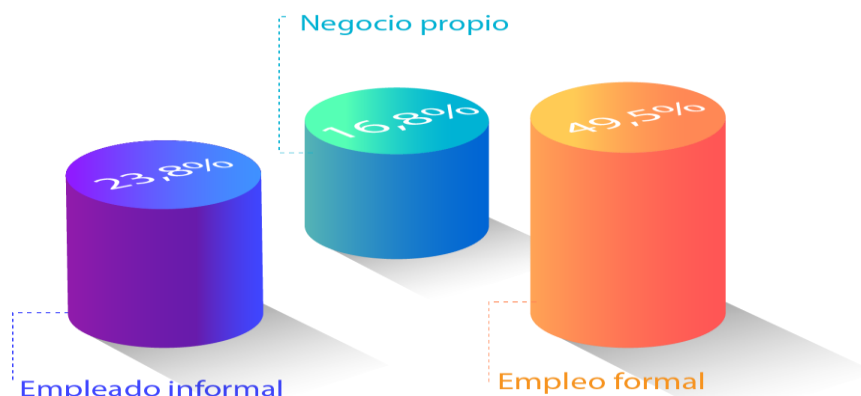 Negocio propio
16,8%
49,5%
23,8%
Empleo formal
Empleado informal